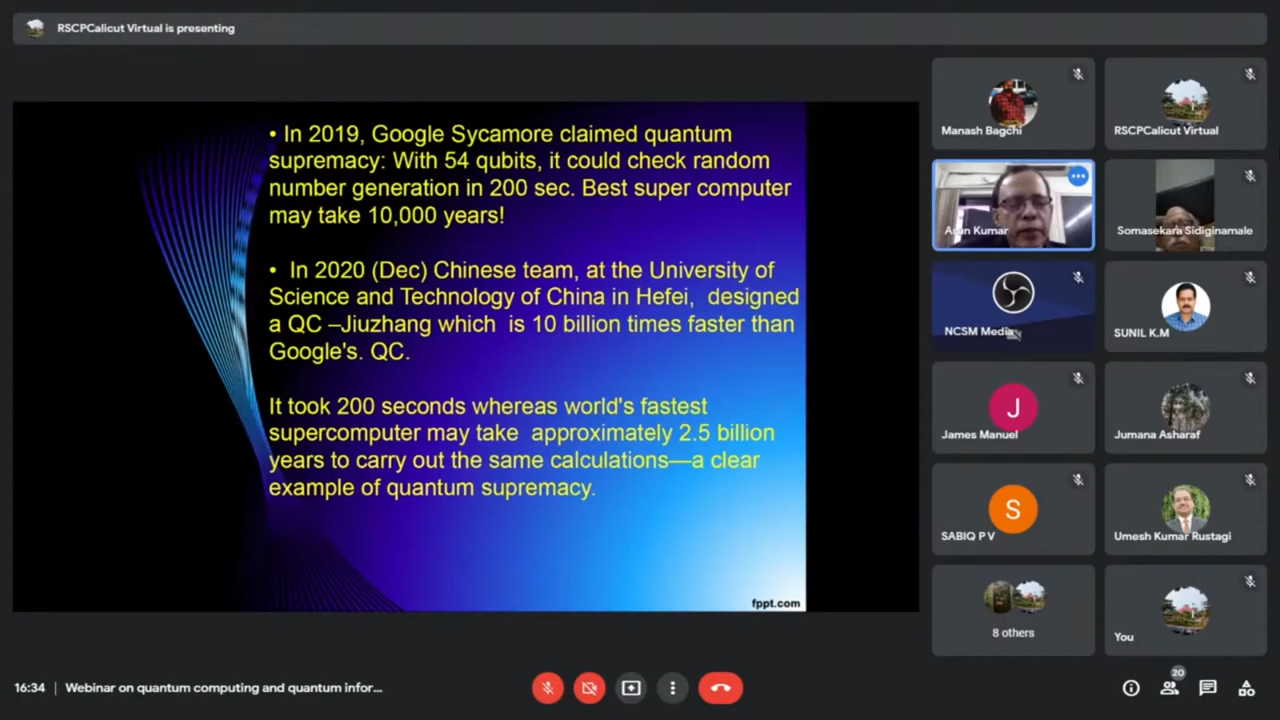 RSCPCalicut Virtual is presenting
• In 2019, Google Sycamore claimed quantum
supremacy: With 54 qubits, it could check random
number generation in 200 sec. Best super computer
may take 10,000 years!
• In 2020 (Dec) Chinese team, at the University of
Science and Technology of China in Hefei, designed
a QC –Jiuzhang which is 10 billion times faster than
Google's. QC.
It took 200 seconds whereas world's fastest
supercomputer may take approximately 2.5 billion
years to carry out the same calculations—a clear
example of quantum supremacy.
fppt.com
Manash Bagchi
RSCPCalicut Virtual
Arun Kumar
Somasekara Sidiginamale
NCSM Media
SUNIL K.M
J
James Manuel
Jumana Asharaf
S
SABIQ P V
Umesh Kumar Rustagi
8 others
You
16:34 | Webinar on quantum computing and quantum infor...
20